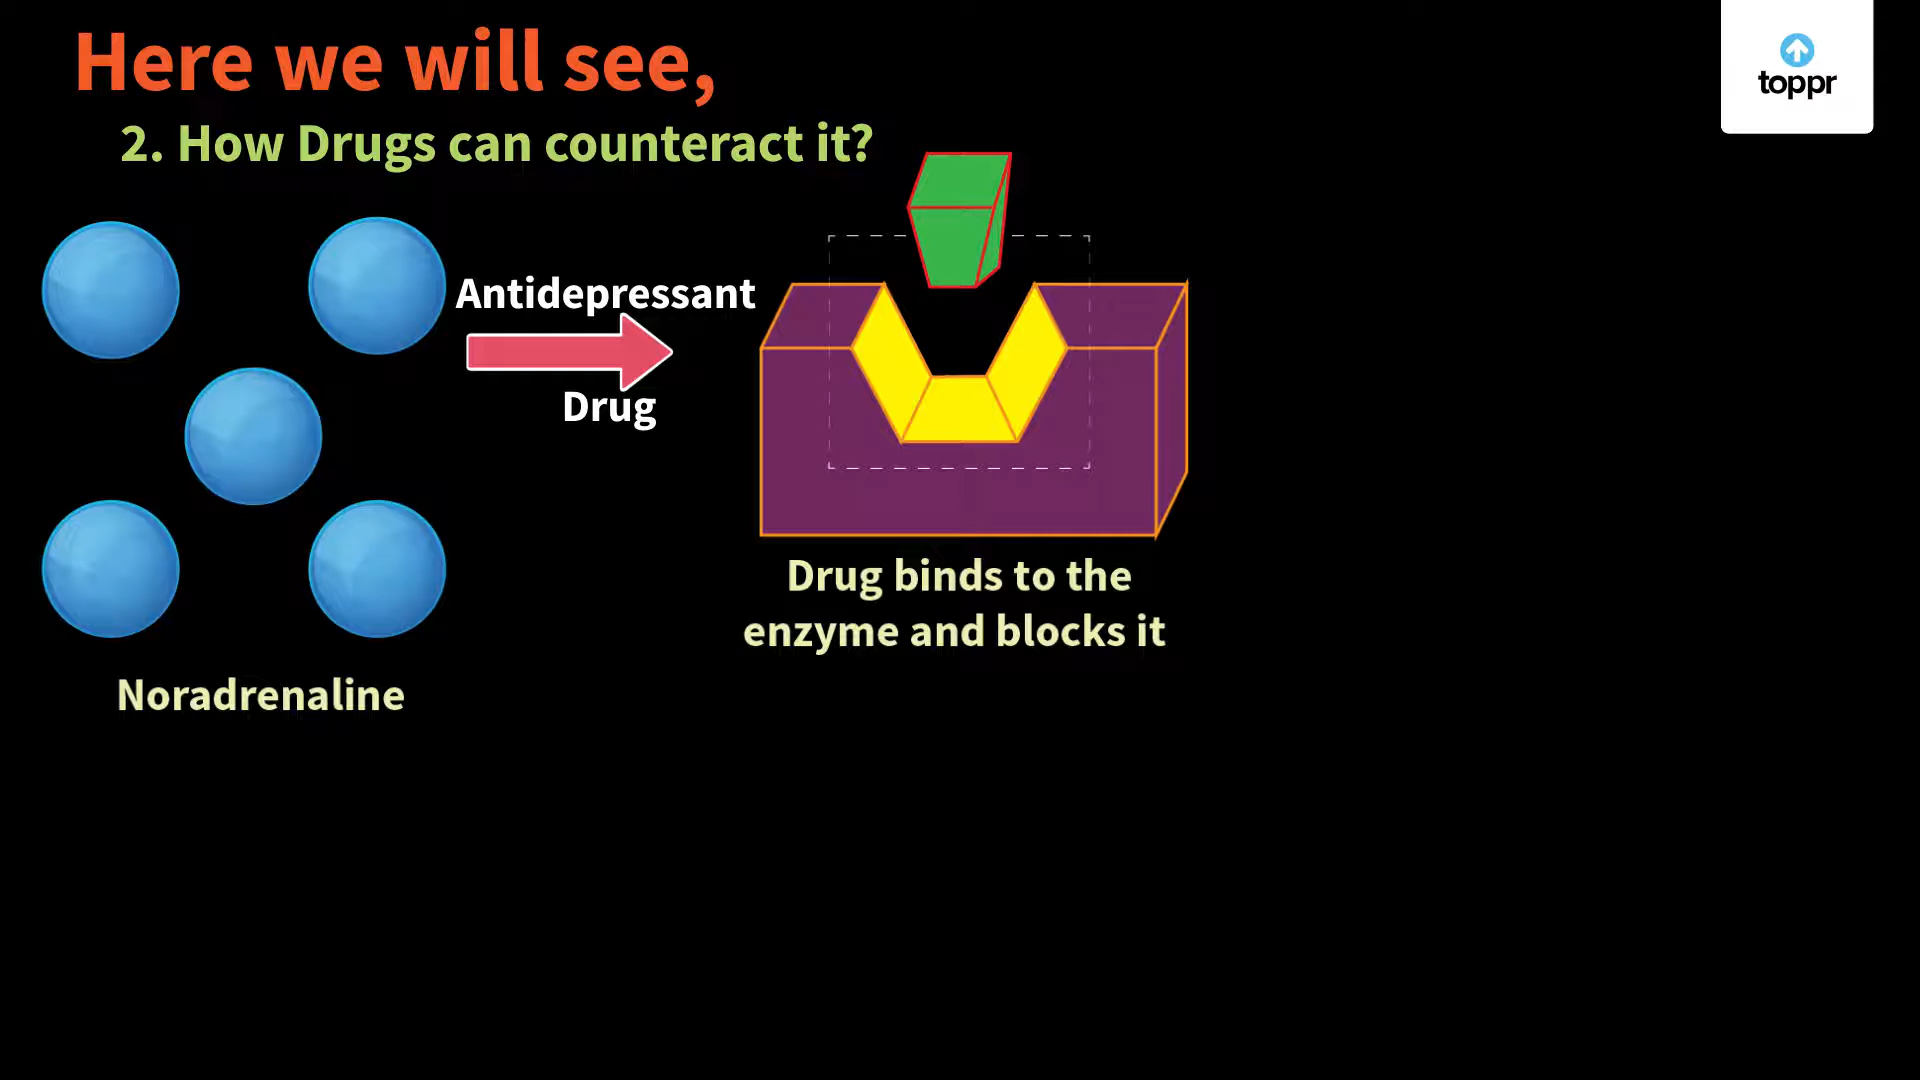 Here we will see,
toppr
2. How Drugs can counteract it?
Antidepressant
Drug
Drug binds to the
enzyme and blocks it
Noradrenaline